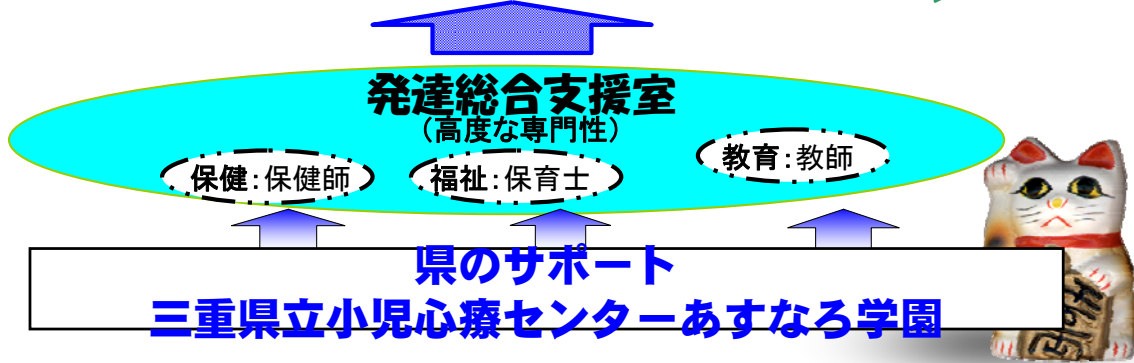 発達総合支援室
（高度な専門性）
保健：保健師
福祉：保育士
教育：教師
県のサポート
三重県立小児心療センターあすなろ学園